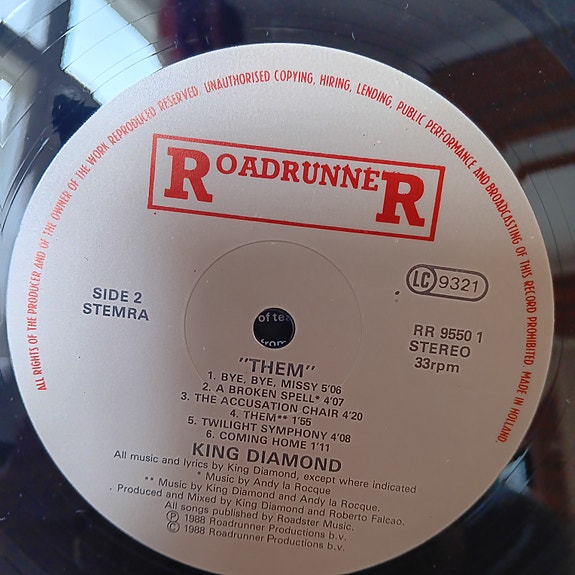 ALL RIGHTS OF THE PRODUCER AND OF THE OWNER OF THE WORK REPRODUCED RESERVED. UNAUTHORISED COPYING, HIRING, LENDING, PUBLIC PERFORMANCE AND BROADCASTING OF THIS RECORD PROHIBITED MADE IN HOLLAND
ROADRUNNER
LC 9321
SIDE 2
STEMRA
RR 9550 1
STEREO
33rpm
of tea
from
"THEM"
1. BYE, BYE, MISSY 5'06
2. A BROKEN SPELL* 4'07
3. THE ACCUSATION CHAIR 4'20
4. THEM** 1'55
5. TWILIGHT SYMPHONY 4'08
6. COMING HOME 1'11
KING DIAMOND
All music and lyrics by King Diamond, except where indicated
* Music by Andy la Rocque
** Music by King Diamond and Andy la Rocque.
Produced and Mixed by King Diamond and Roberto Falcao.
All songs published by Roadster Music.
Ⓟ 1988 Roadrunner Productions b.v.
© 1988 Roadrunner Productions b.v.